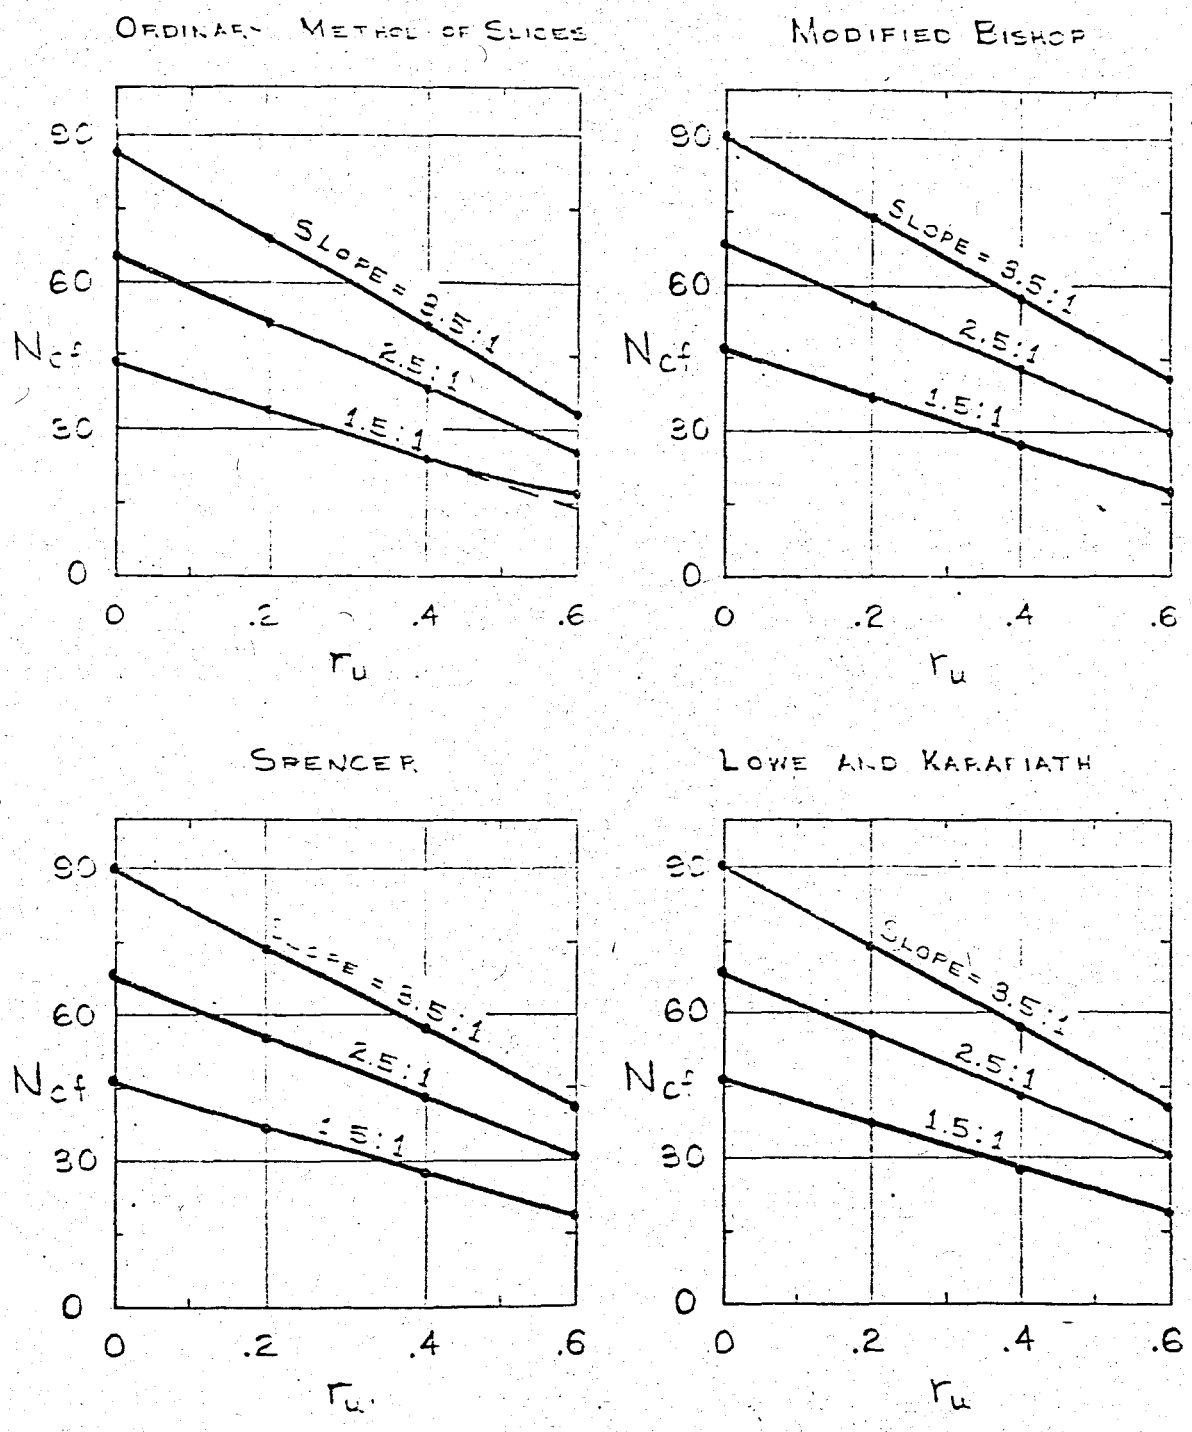 ORDINARY METHOD OF SLICES
90
60
30
0
Ncf
SLOPE = 3.5:1
2.5:1
1.5:1
0 .2 .4 .6
ru
MODIFIED BISHOP
90
60
30
0
Ncf
SLOPE = 3.5:1
2.5:1
1.5:1
0 .2 .4 .6
ru
SPENCER
90
60
30
0
Ncf
SLOPE = 3.5:1
2.5:1
1.5:1
0 .2 .4 .6
ru
LOWE AND KARAFIATH
90
60
30
0
Ncf
SLOPE = 3.5:1
2.5:1
1.5:1
0 .2 .4 .6
ru